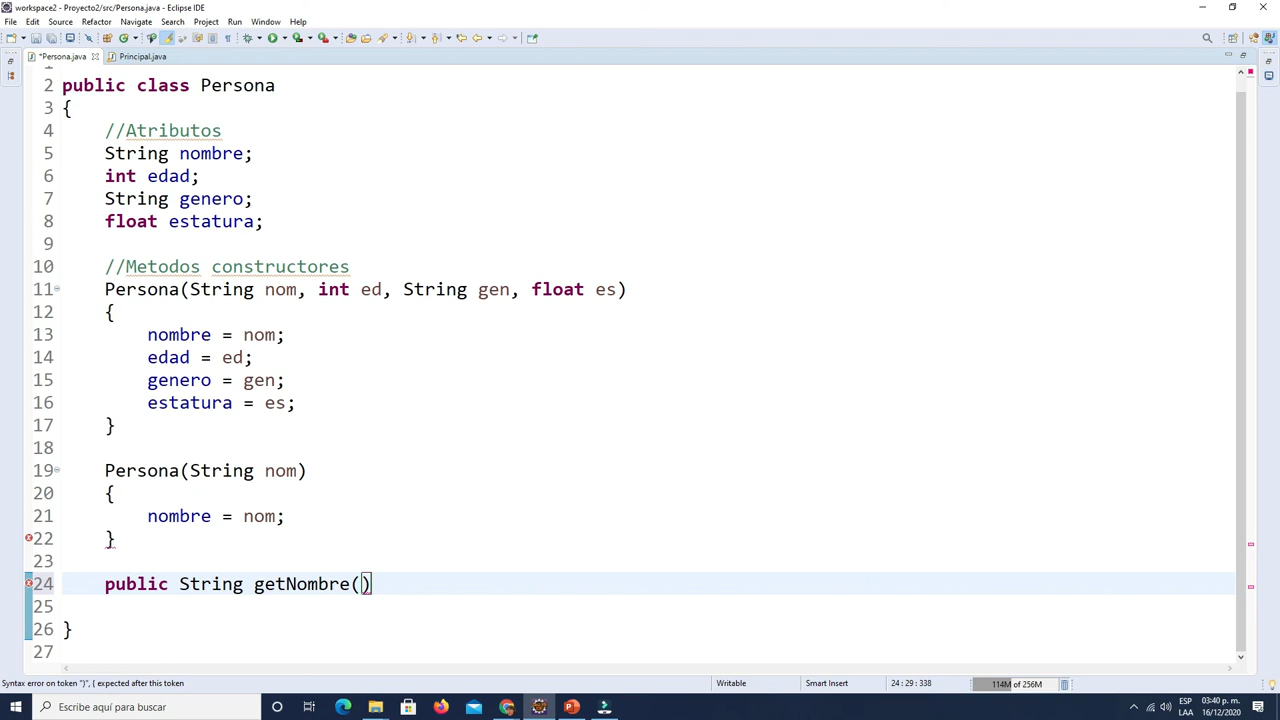 workspace2 - Proyecto2/src/Persona.java - Eclipse IDE
File Edit Source Refactor Navigate Search Project Run Window Help
*Persona.java Principal.java
2 public class Persona
3 {
4 //Atributos
5 String nombre;
6 int edad;
7 String genero;
8 float estatura;
9
10 //Metodos constructores
11 Persona(String nom, int ed, String gen, float es)
12 {
13 nombre = nom;
14 edad = ed;
15 genero = gen;
16 estatura = es;
17 }
18
19 Persona(String nom)
20 {
21 nombre = nom;
22 }
23
24 public String getNombre()
25
26 }
27
Syntax error on token "}", { expected after this token Writable Smart Insert 24 : 29 : 338 114M of 256M
Escribe aquí para buscar ESP 03:40 p. m.
LAA 16/12/2020